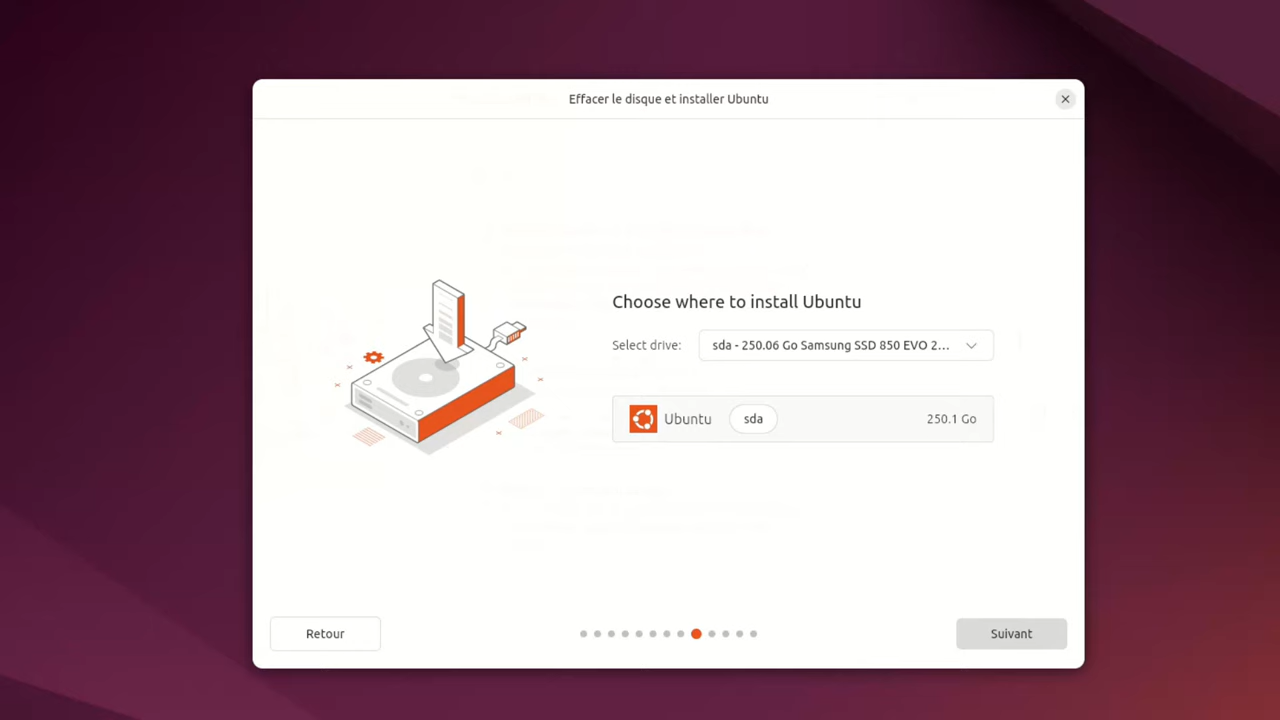 Effacer le disque et installer Ubuntu
Choose where to install Ubuntu
Select drive: sda - 250.06 Go Samsung SSD 850 EVO 2...
Ubuntu sda 250.1 Go
Retour Suivant